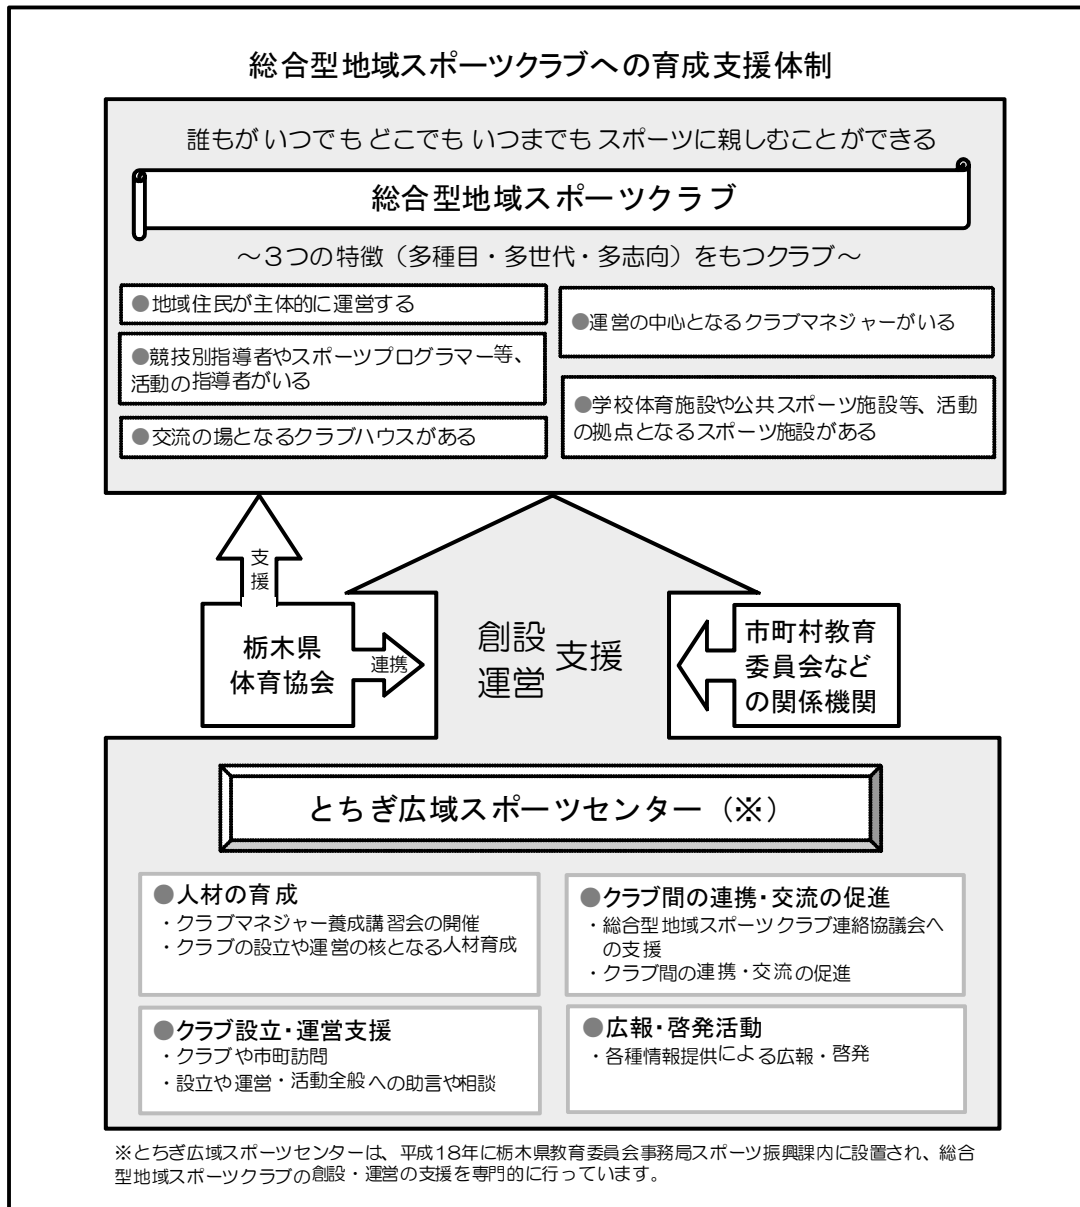 総合型地域スポーツクラブへの育成支援体制
誰もが いつでも どこでも いつまでも スポーツに親しむことができる
総合型地域スポーツクラブ
～３つの特徴（多種目・多世代・多志向）をもつクラブ～
●地域住民が主体的に運営する
●競技別指導者やスポーツプログラマー等、
活動の指導者がいる
●交流の場となるクラブハウスがある
●運営の中心となるクラブマネジャーがいる
●学校体育施設や公共スポーツ施設等、活動
の拠点となるスポーツ施設がある
支
援
栃木県
体育協会
連携
創設
運営
支援
市町村教育
委員会など
の関係機関
とちぎ広域スポーツセンター（※）
●人材の育成
・クラブマネジャー養成講習会の開催
・クラブの設立や運営の核となる人材育成
●クラブ間の連携・交流の促進
・総合型地域スポーツクラブ連絡協議会へ
の支援
・クラブ間の連携・交流の促進
●クラブ設立・運営支援
・クラブや市町訪問
・設立や運営・活動全般への助言や相談
●広報・啓発活動
・各種情報提供による広報・啓発
※とちぎ広域スポーツセンターは、平成18年に栃木県教育委員会事務局スポーツ振興課内に設置され、総合
型地域スポーツクラブの創設・運営の支援を専門的に行っています。